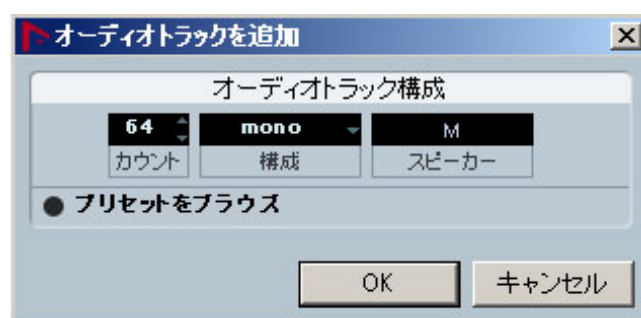 オーディオトラックを追加
オーディオトラック構成
64 mono M
カウント 構成 スピーカー
プリセットをブラウズ
OK キャンセル